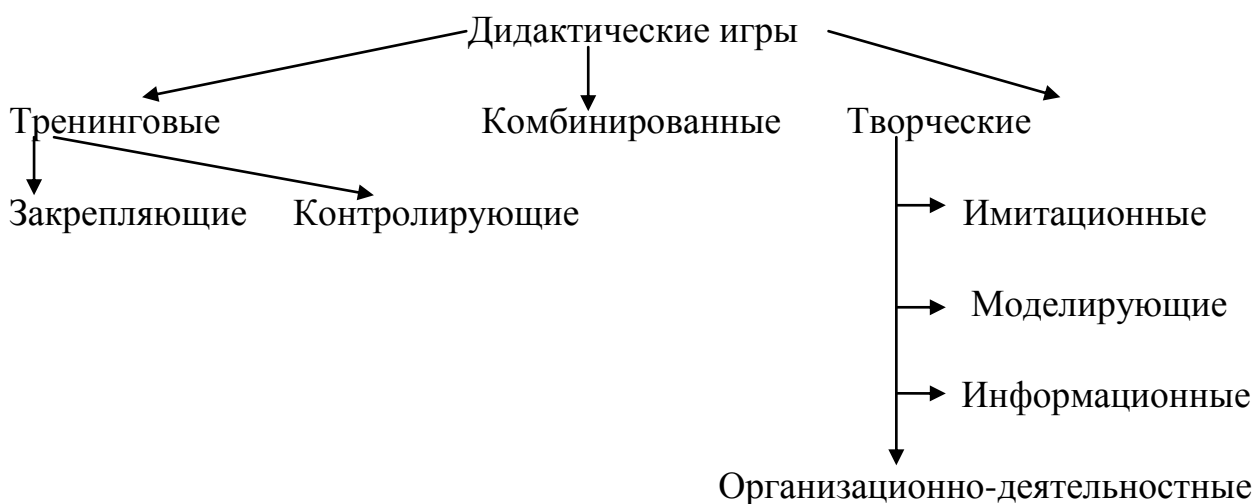 Дидактические игры
Тренинговые Комбинированные Творческие
Закрепляющие Контролирующие Имитационные
Моделирующие
Информационные
Организационно-деятельностные